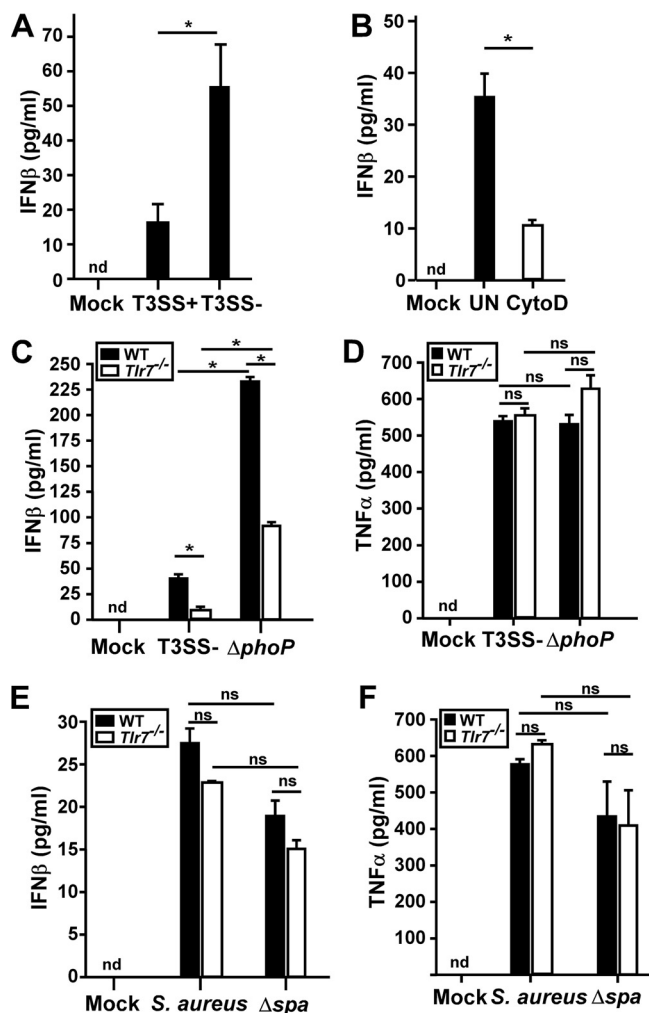 A
IFNβ (pg/ml)
70
60
50
40
30
20
10
0
*
nd
Mock T3SS+ T3SS-
B
IFNβ (pg/ml)
50
40
30
20
10
0
*
nd
Mock UN CytoD
C
WT
Tlr7-/-
IFNβ (pg/ml)
250
225
200
175
150
125
100
75
50
25
0
*
*
*
*
nd
Mock T3SS- ΔphoP
D
WT
Tlr7-/-
TNFα (pg/ml)
700
600
500
400
300
200
100
0
ns
ns
ns
ns
nd
Mock T3SS- ΔphoP
E
WT
Tlr7-/-
IFNβ (pg/ml)
30
25
20
15
10
5
0
ns
ns
ns
ns
nd
Mock S. aureus Δspa
F
WT
Tlr7-/-
TNFα (pg/ml)
700
600
500
400
300
200
100
ns
ns
ns
ns
nd
Mock S. aureus Δspa